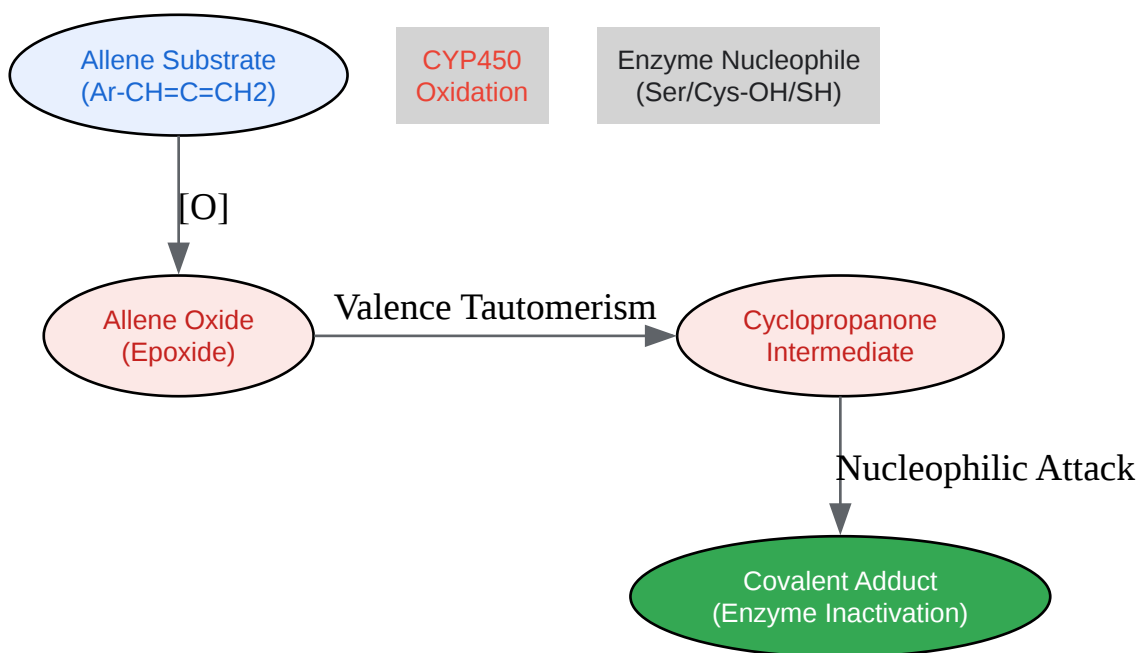 Allene Substrate
(Ar-CH=C=CH2)
CYP450
Oxidation
Enzyme Nucleophile
(Ser/Cys-OH/SH)
[O]
Allene Oxide
(Epoxide)
Valence Tautomerism
Cyclopropanone
Intermediate
Nucleophilic Attack
Covalent Adduct
(Enzyme Inactivation)